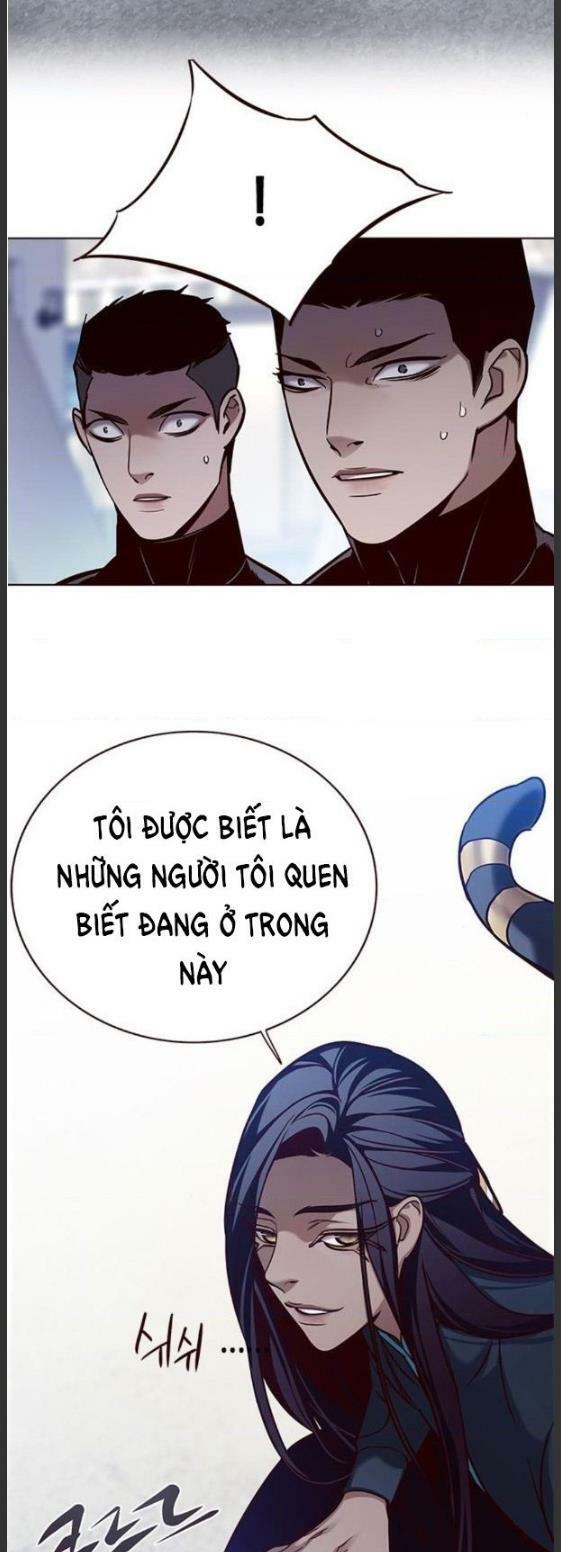 !
TÔI ĐƯỢC BIẾT LÀ
NHỮNG NGƯỜI TÔI QUEN
BIẾT ĐANG Ở TRONG
NÀY
쉬쉬......